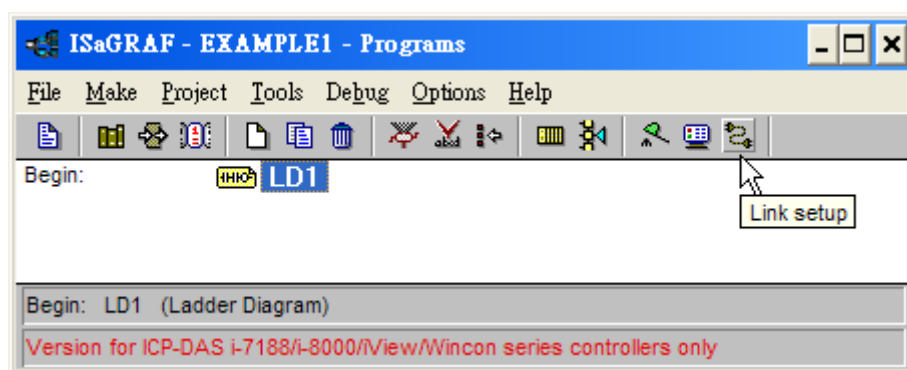 ISaGRAF - EXAMPLE1 - Programs
File Make Project Tools Debug Options Help
Begin: LD1
Link setup
Begin: LD1 (Ladder Diagram)
Version for ICP-DAS i-7188/i-8000/iView/Wincon series controllers only